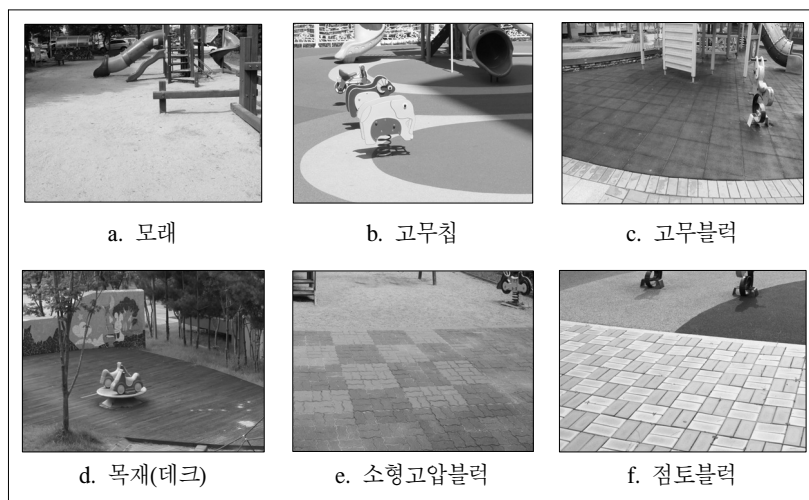 a. 모래
b. 고무칩
c. 고무블럭
d. 목재(데크)
e. 소형고압블럭
f. 점토블럭